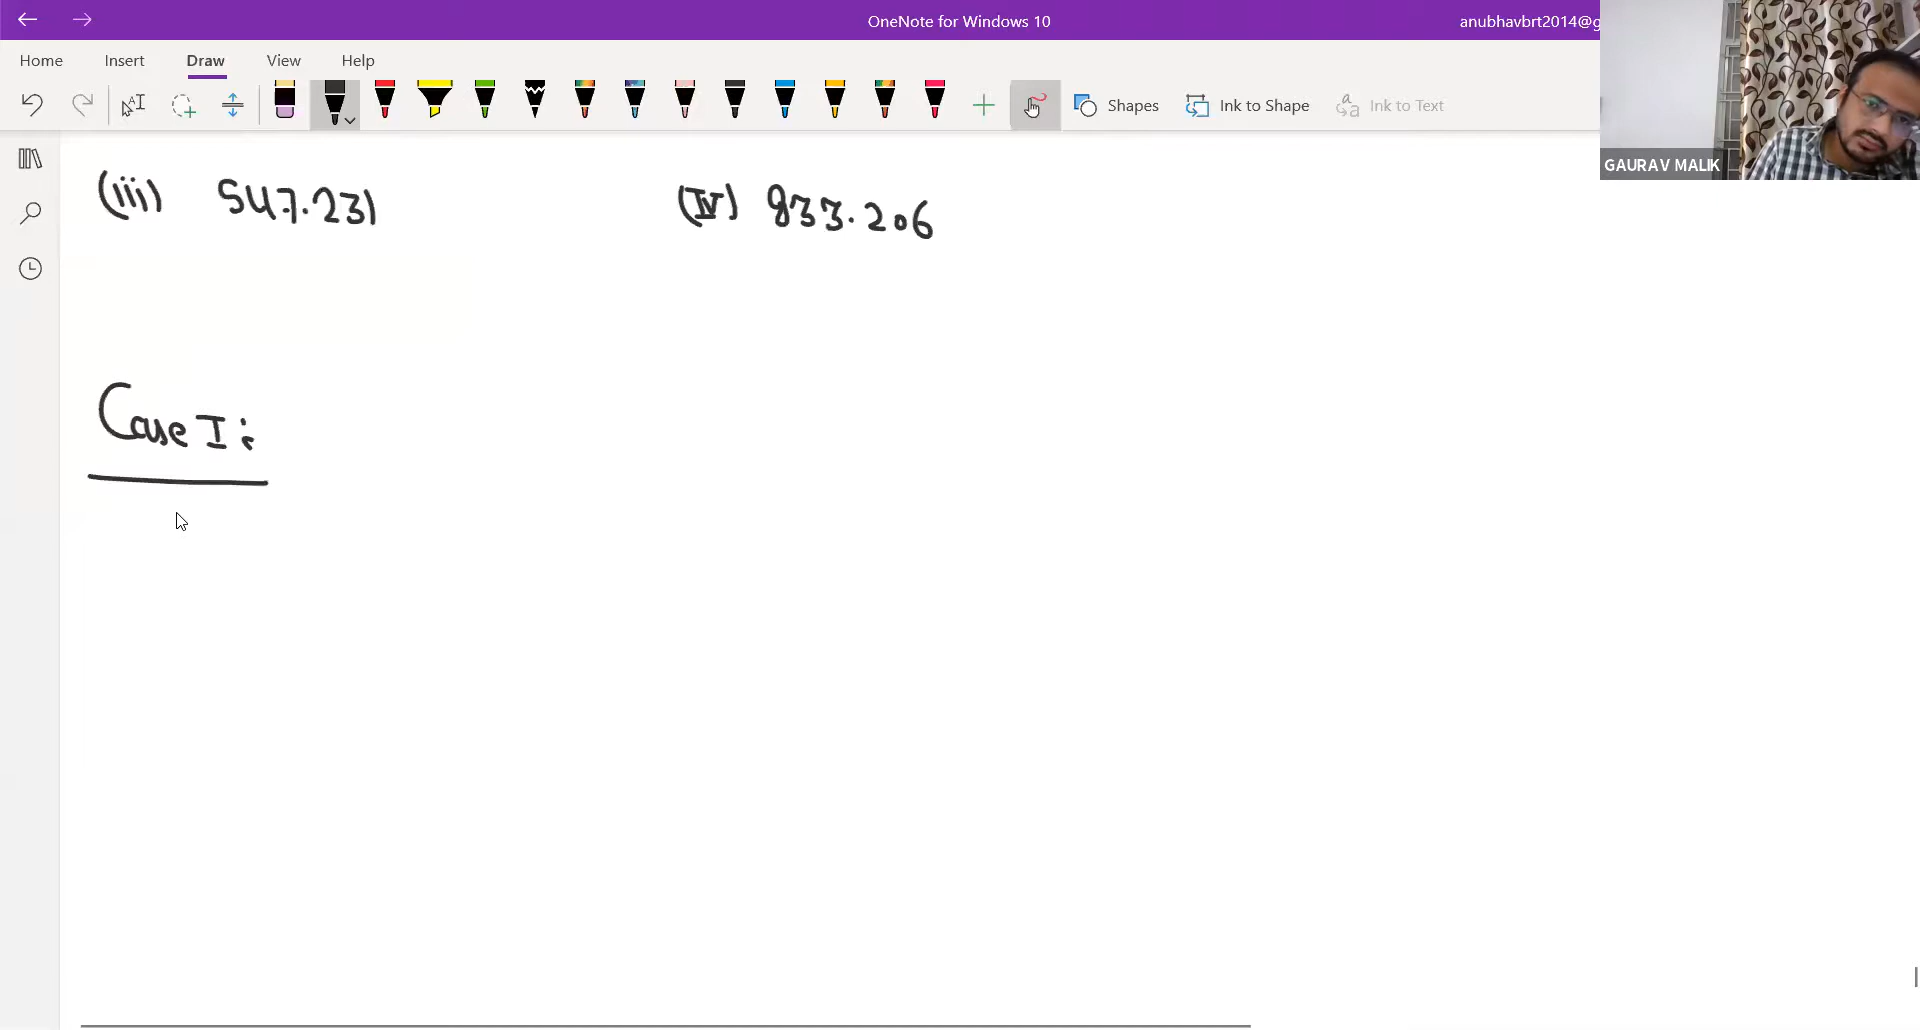 OneNote for Windows 10
anubhavbrt2014@g
Home Insert Draw View Help
Shapes Ink to Shape Ink to Text
GAURAV MALIK
(iii) 547.231 (IV) 833.206
Case I: